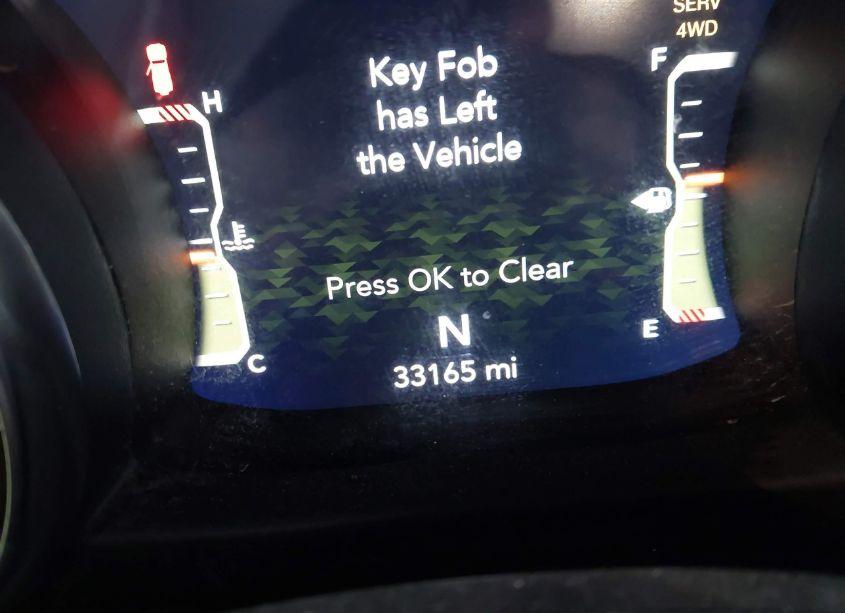 SERV
4WD
H
F
Key Fob
has Left
the Vehicle
Press OK to Clear
N
E
C
33165 mi